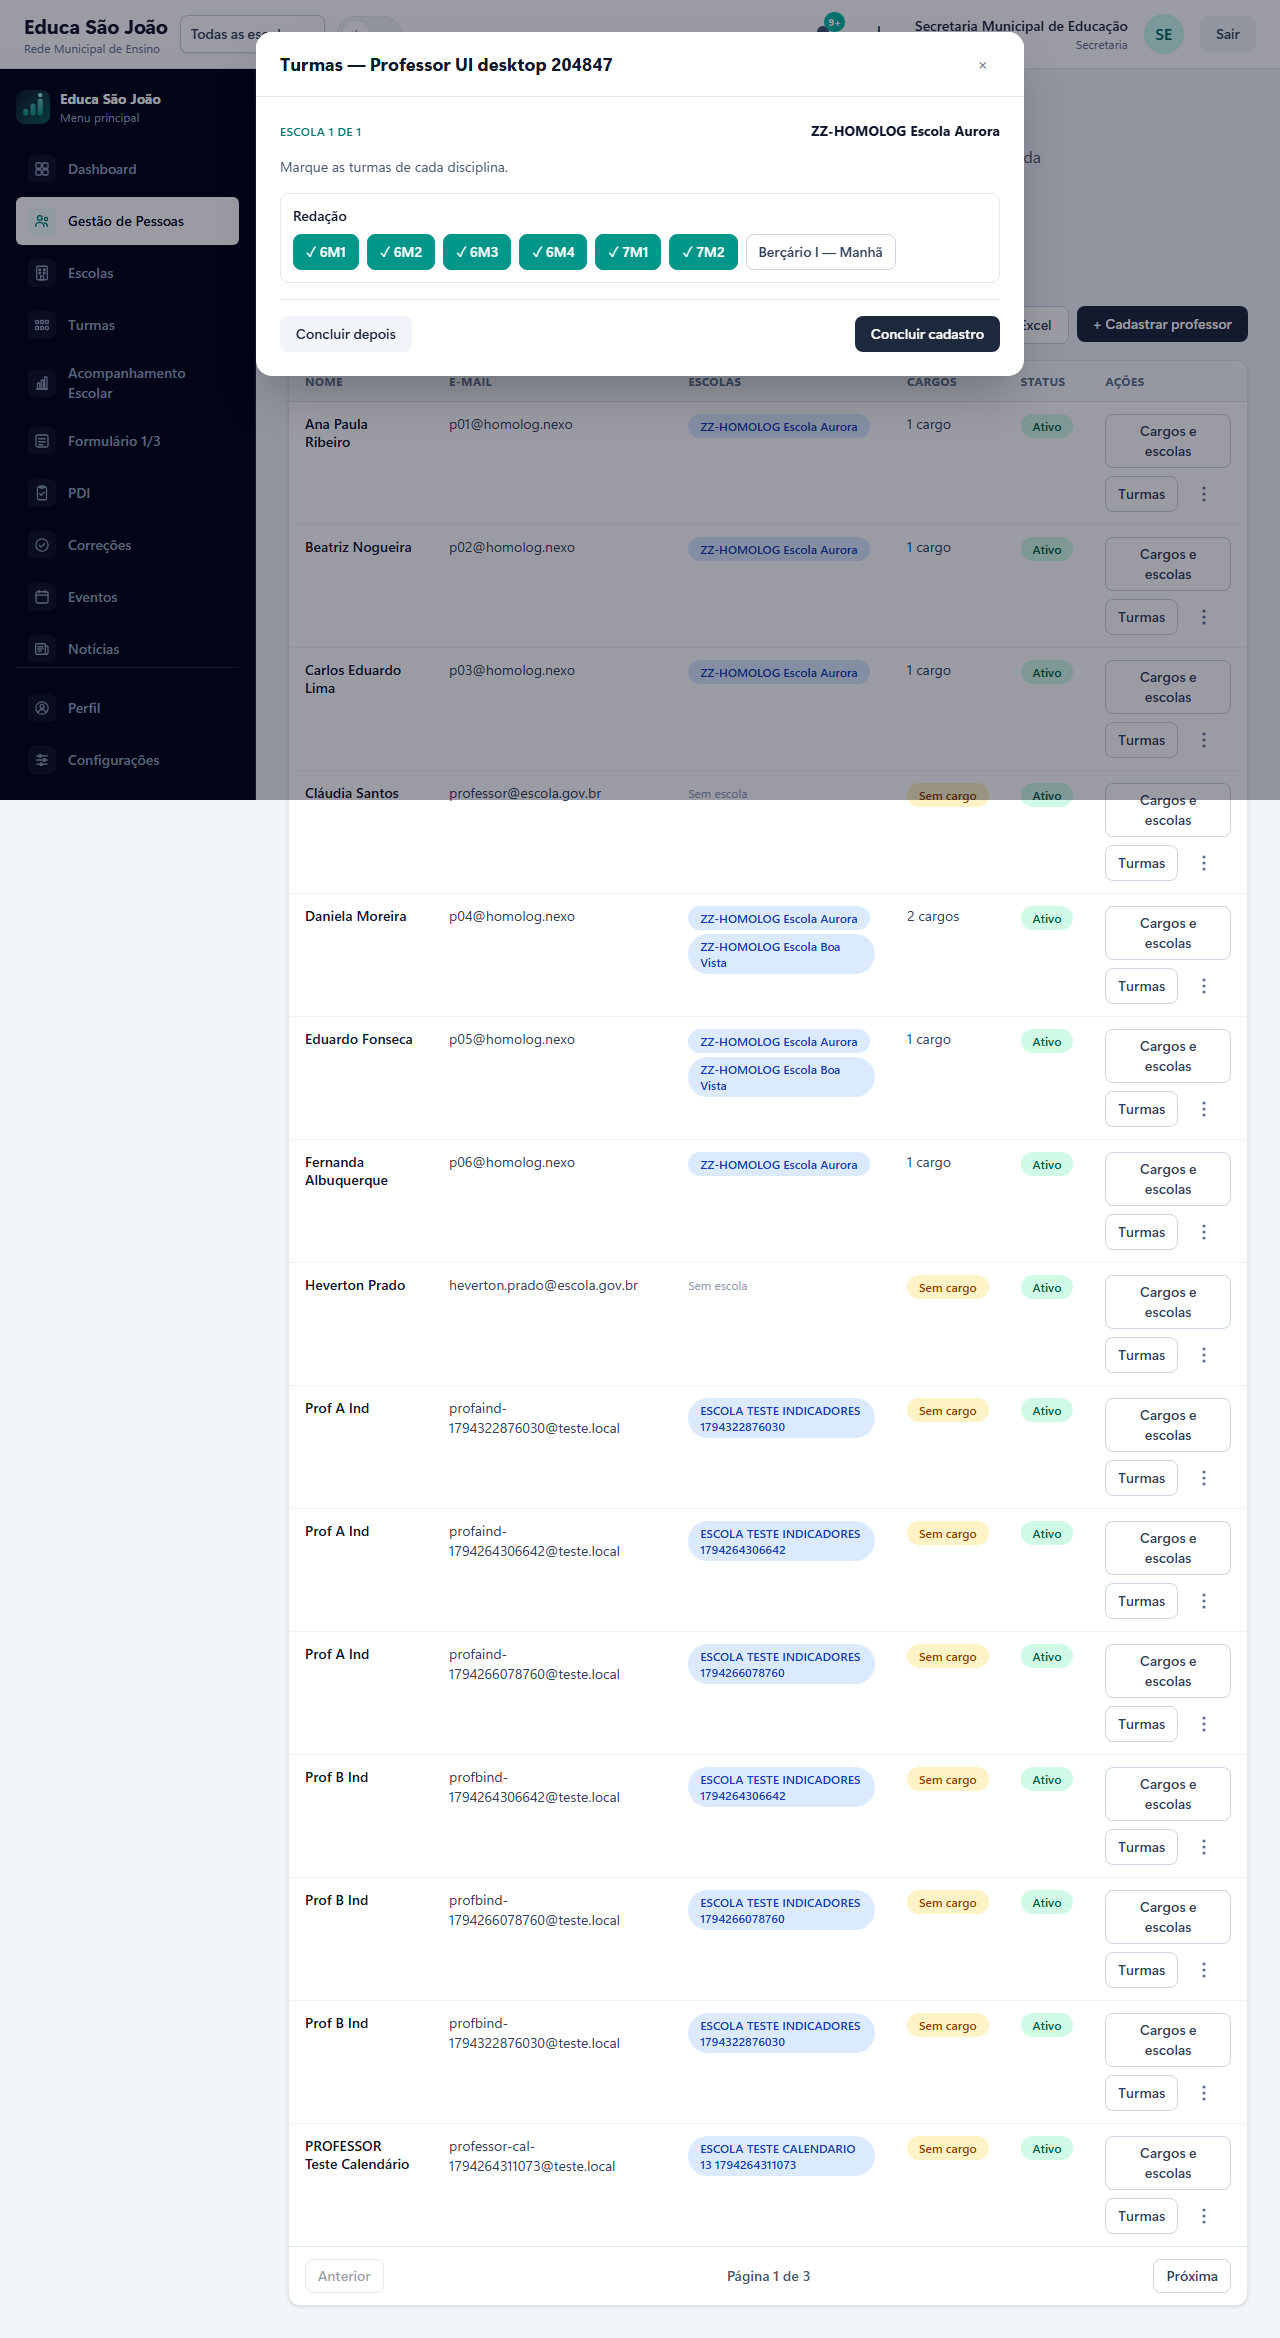 Educa São João
Rede Municipal de Ensino
Todas as
9+
Secretaria Municipal de Educação
Secretaria
SE
Sair
Educa São João
Menu principal
Dashboard
Gestão de Pessoas
Escolas
Turmas
Acompanhamento
Escolar
Formulário 1/3
PDI
Correções
Eventos
Notícias
Perfil
Configurações
Turmas — Professor UI desktop 204847
×
ESCOLA 1 DE 1
ZZ-HOMOLOG Escola Aurora
Marque as turmas de cada disciplina.
Redação
✓ 6M1
✓ 6M2
✓ 6M3
✓ 6M4
✓ 7M1
✓ 7M2
Berçário I — Manhã
Concluir depois
Concluir cadastro
da
Excel
+ Cadastrar professor
NOME E-MAIL ESCOLAS CARGOS STATUS AÇÕES
Ana Paula
Ribeiro
p01@homolog.nexo
ZZ-HOMOLOG Escola Aurora
1 cargo
Ativo
Cargos e
escolas
Turmas
Beatriz Nogueira
p02@homolog.nexo
ZZ-HOMOLOG Escola Aurora
1 cargo
Ativo
Cargos e
escolas
Turmas
Carlos Eduardo
Lima
p03@homolog.nexo
ZZ-HOMOLOG Escola Aurora
1 cargo
Ativo
Cargos e
escolas
Turmas
Cláudia Santos
professor@escola.gov.br
Sem escola
Sem cargo
Ativo
Cargos e
escolas
Turmas
Daniela Moreira
p04@homolog.nexo
ZZ-HOMOLOG Escola Aurora
ZZ-HOMOLOG Escola Boa
Vista
2 cargos
Ativo
Cargos e
escolas
Turmas
Eduardo Fonseca
p05@homolog.nexo
ZZ-HOMOLOG Escola Aurora
ZZ-HOMOLOG Escola Boa
Vista
1 cargo
Ativo
Cargos e
escolas
Turmas
Fernanda
Albuquerque
p06@homolog.nexo
ZZ-HOMOLOG Escola Aurora
1 cargo
Ativo
Cargos e
escolas
Turmas
Heverton Prado
heverton.prado@escola.gov.br
Sem escola
Sem cargo
Ativo
Cargos e
escolas
Turmas
Prof A Ind
profaind-
1794322876030@teste.local
ESCOLA TESTE INDICADORES
1794322876030
Sem cargo
Ativo
Cargos e
escolas
Turmas
Prof A Ind
profaind-
1794264306642@teste.local
ESCOLA TESTE INDICADORES
1794264306642
Sem cargo
Ativo
Cargos e
escolas
Turmas
Prof A Ind
profaind-
1794266078760@teste.local
ESCOLA TESTE INDICADORES
1794266078760
Sem cargo
Ativo
Cargos e
escolas
Turmas
Prof B Ind
profbind-
1794264306642@teste.local
ESCOLA TESTE INDICADORES
1794264306642
Sem cargo
Ativo
Cargos e
escolas
Turmas
Prof B Ind
profbind-
1794266078760@teste.local
ESCOLA TESTE INDICADORES
1794266078760
Sem cargo
Ativo
Cargos e
escolas
Turmas
Prof B Ind
profbind-
1794322876030@teste.local
ESCOLA TESTE INDICADORES
1794322876030
Sem cargo
Ativo
Cargos e
escolas
Turmas
PROFESSOR
Teste Calendário
professor-cal-
1794264311073@teste.local
ESCOLA TESTE CALENDARIO
13 1794264311073
Sem cargo
Ativo
Cargos e
escolas
Turmas
Anterior
Página 1 de 3
Próxima